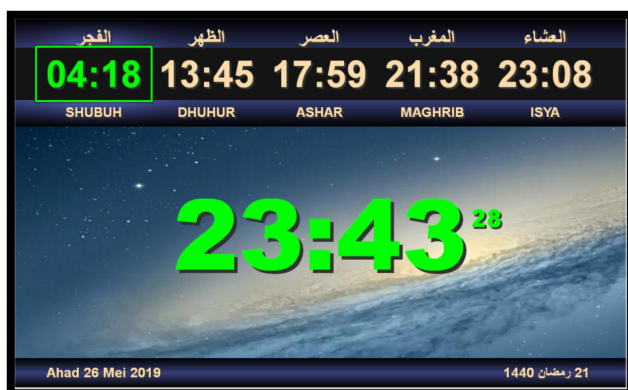 الفجر الظهر العصر المغرب العشاء
04:18 13:45 17:59 21:38 23:08
SHUBUH DHUHUR ASHAR MAGHRIB ISYA
23:43 28
Ahad 26 Mei 2019 21 رمضان 1440